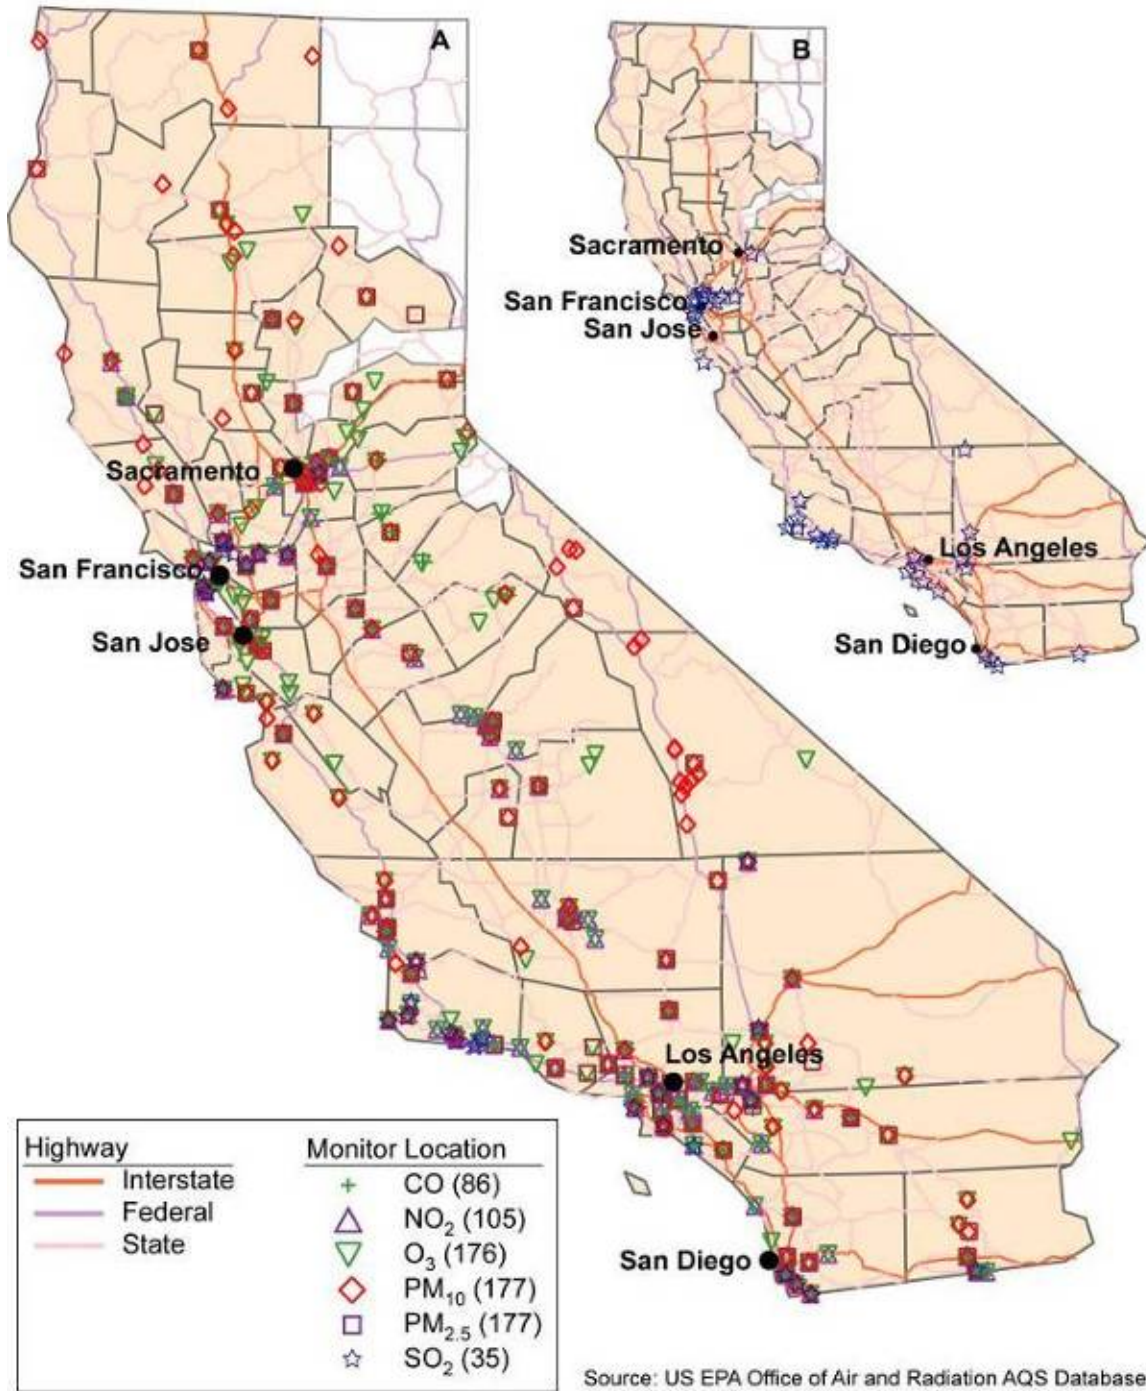 A
B
Sacramento
San Francisco
San Jose
Los Angeles
San Diego
Sacramento
San Francisco
San Jose
Los Angeles
San Diego
Highway
Interstate
Federal
State
Monitor Location
CO (86)
NO₂ (105)
O₃ (176)
PM₁₀ (177)
PM₂.₅ (177)
SO₂ (35)
Source: US EPA Office of Air and Radiation AQS Database